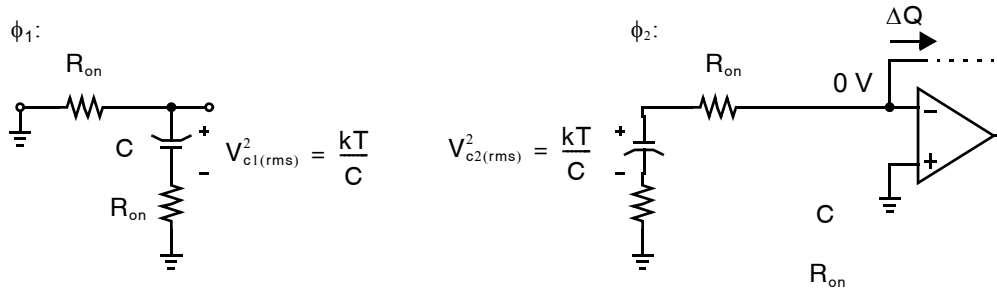 ϕ1:
Ron
C
+
V²c1(rms) = kT/C
-
Ron
ϕ2:
Ron
0 V
ΔQ
V²c2(rms) = kT/C
+
-
-
+
C
Ron